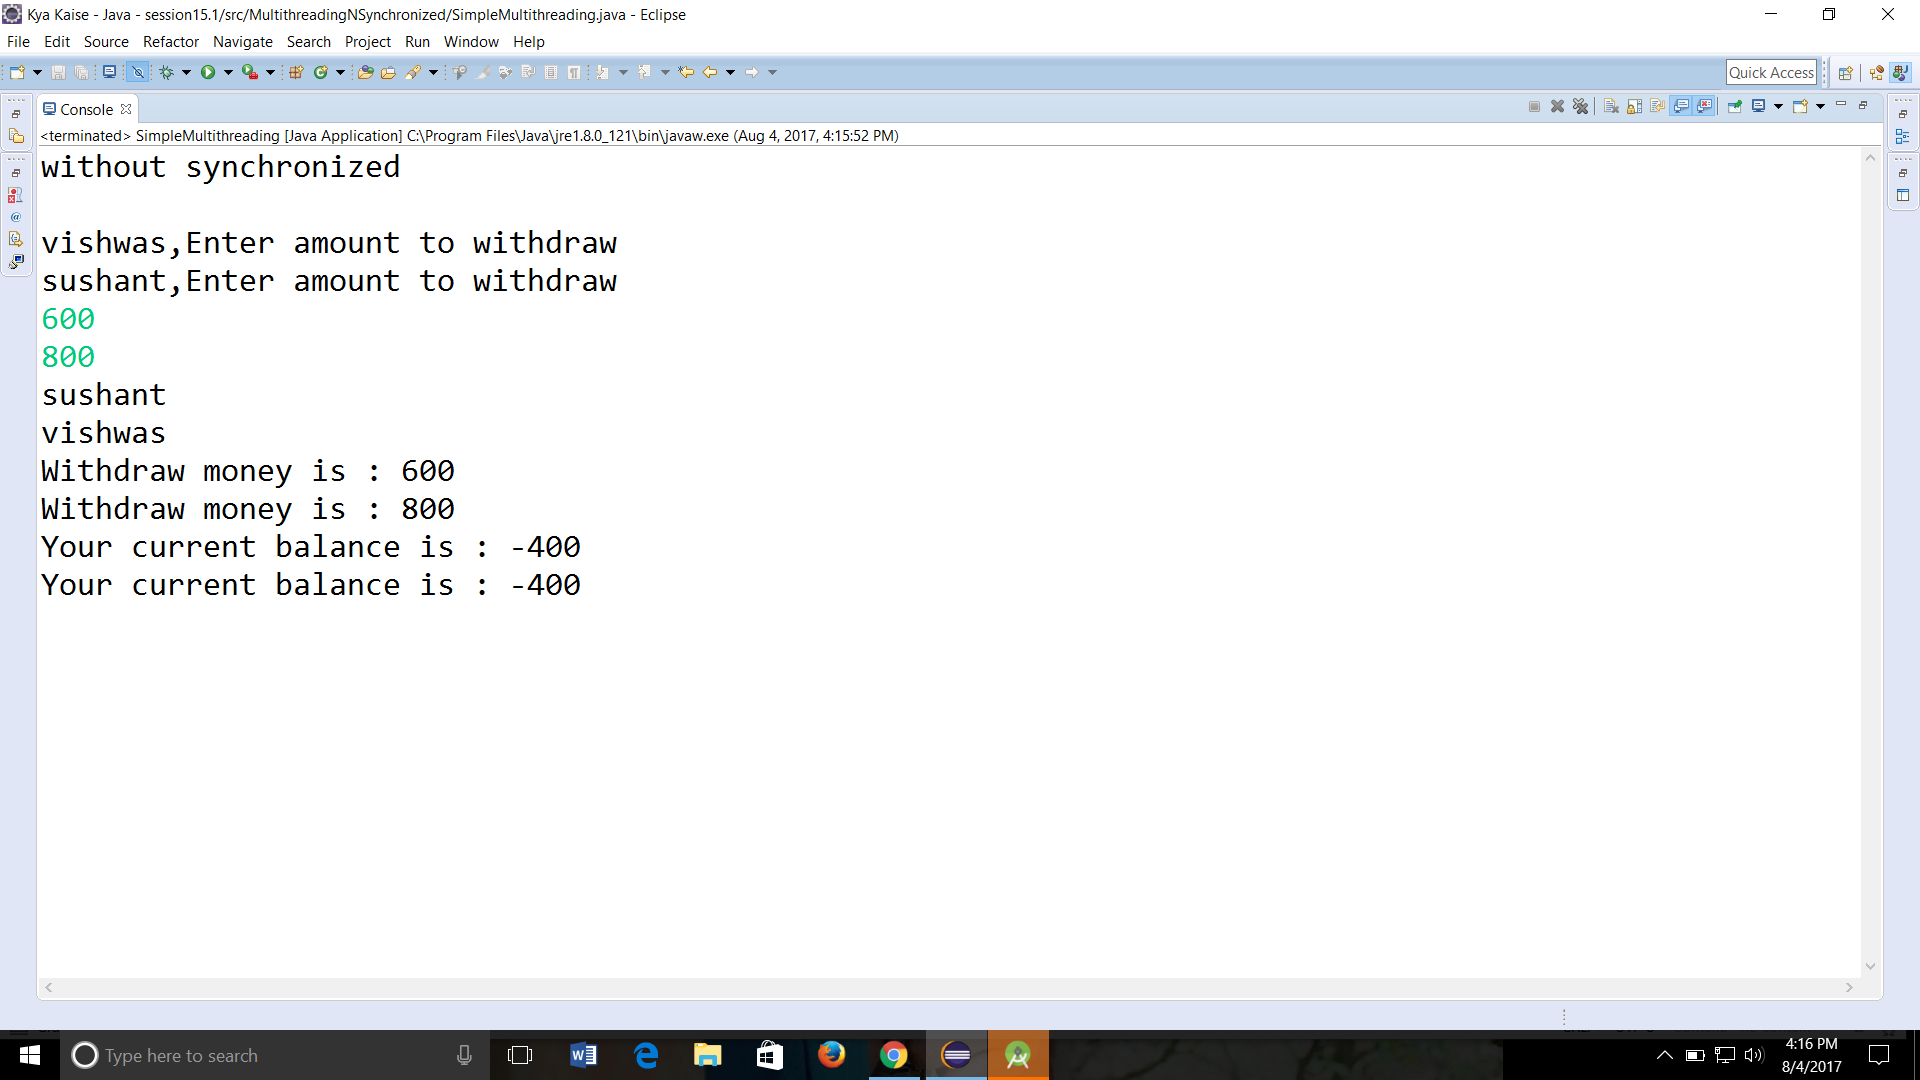 Kya Kaise - Java - session15.1/src/MultithreadingNSynchronized/SimpleMultithreading.java - Eclipse
File Edit Source Refactor Navigate Search Project Run Window Help
Quick Access
Console
<terminated> SimpleMultithreading [Java Application] C:\Program Files\Java\jre1.8.0_121\bin\javaw.exe (Aug 4, 2017, 4:15:52 PM)
without synchronized
vishwas,Enter amount to withdraw
sushant,Enter amount to withdraw
600
800
sushant
vishwas
Withdraw money is : 600
Withdraw money is : 800
Your current balance is : -400
Your current balance is : -400
Type here to search
4:16 PM
8/4/2017